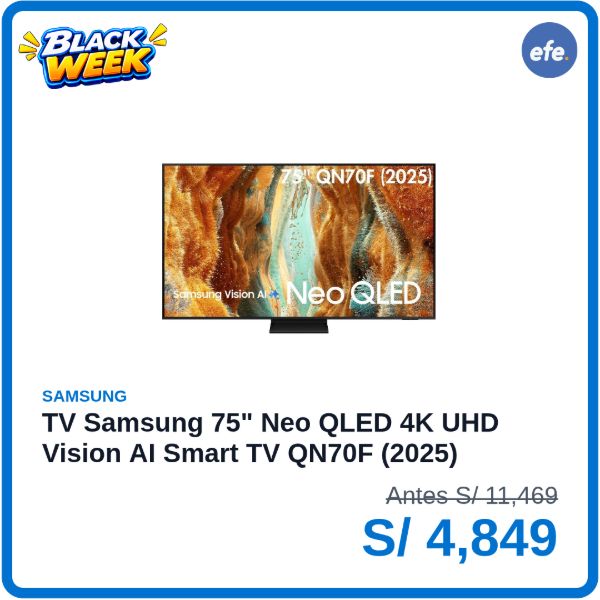 BLACK
WEEK
efe.
75" QN70F (2025)
Samsung Vision AI
Neo QLED
SAMSUNG
TV Samsung 75" Neo QLED 4K UHD
Vision AI Smart TV QN70F (2025)
Antes S/ 11,469
S/ 4,849